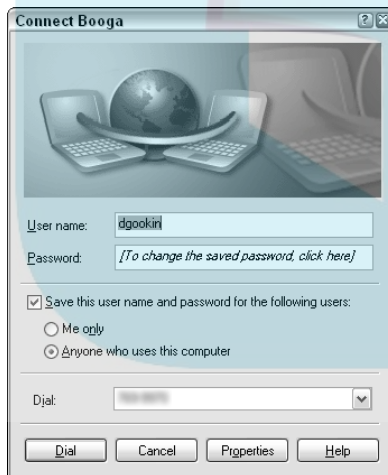 Connect Booga
User name: dgookin
Password: [To change the saved password, click here]
Save this user name and password for the following users:
Me only
Anyone who uses this computer
Dial:
Dial Cancel Properties Help